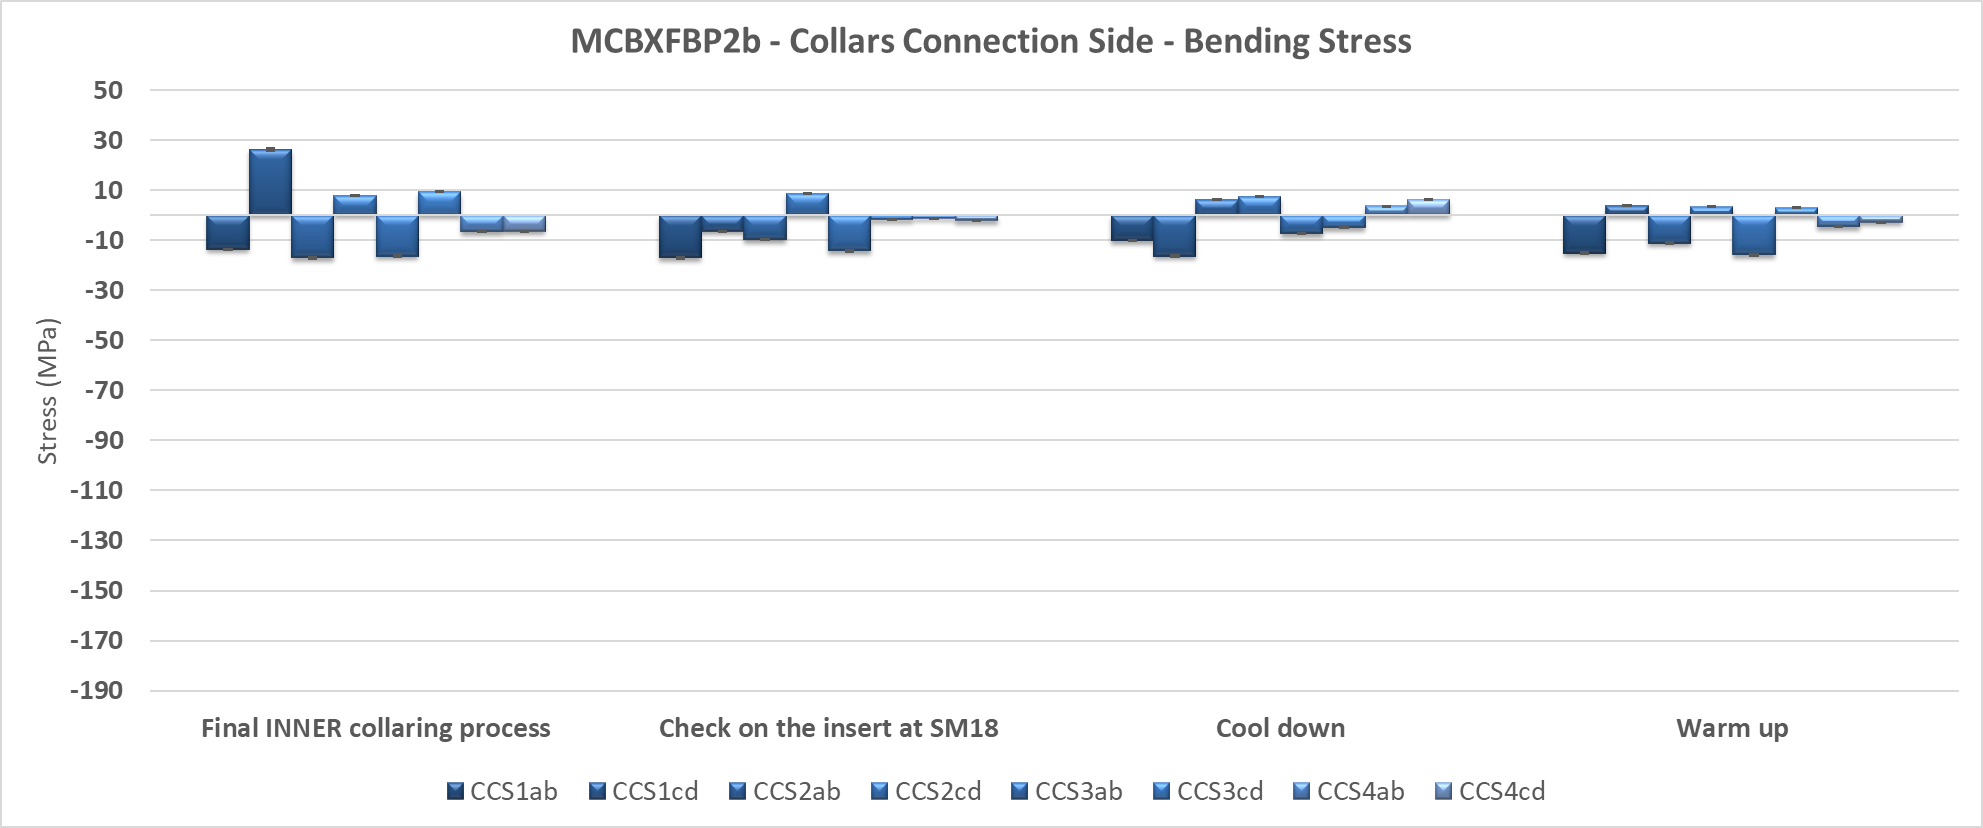 MCBXFBP2b - Collars Connection Side - Bending Stress
50
30
10
-10
-30
-50
-70
-90
-110
-130
-150
-170
-190
Stress (MPa)
Final INNER collaring process
Check on the insert at SM18
Cool down
Warm up
CCS1ab
CCS1cd
CCS2ab
CCS2cd
CCS3ab
CCS3cd
CCS4ab
CCS4cd